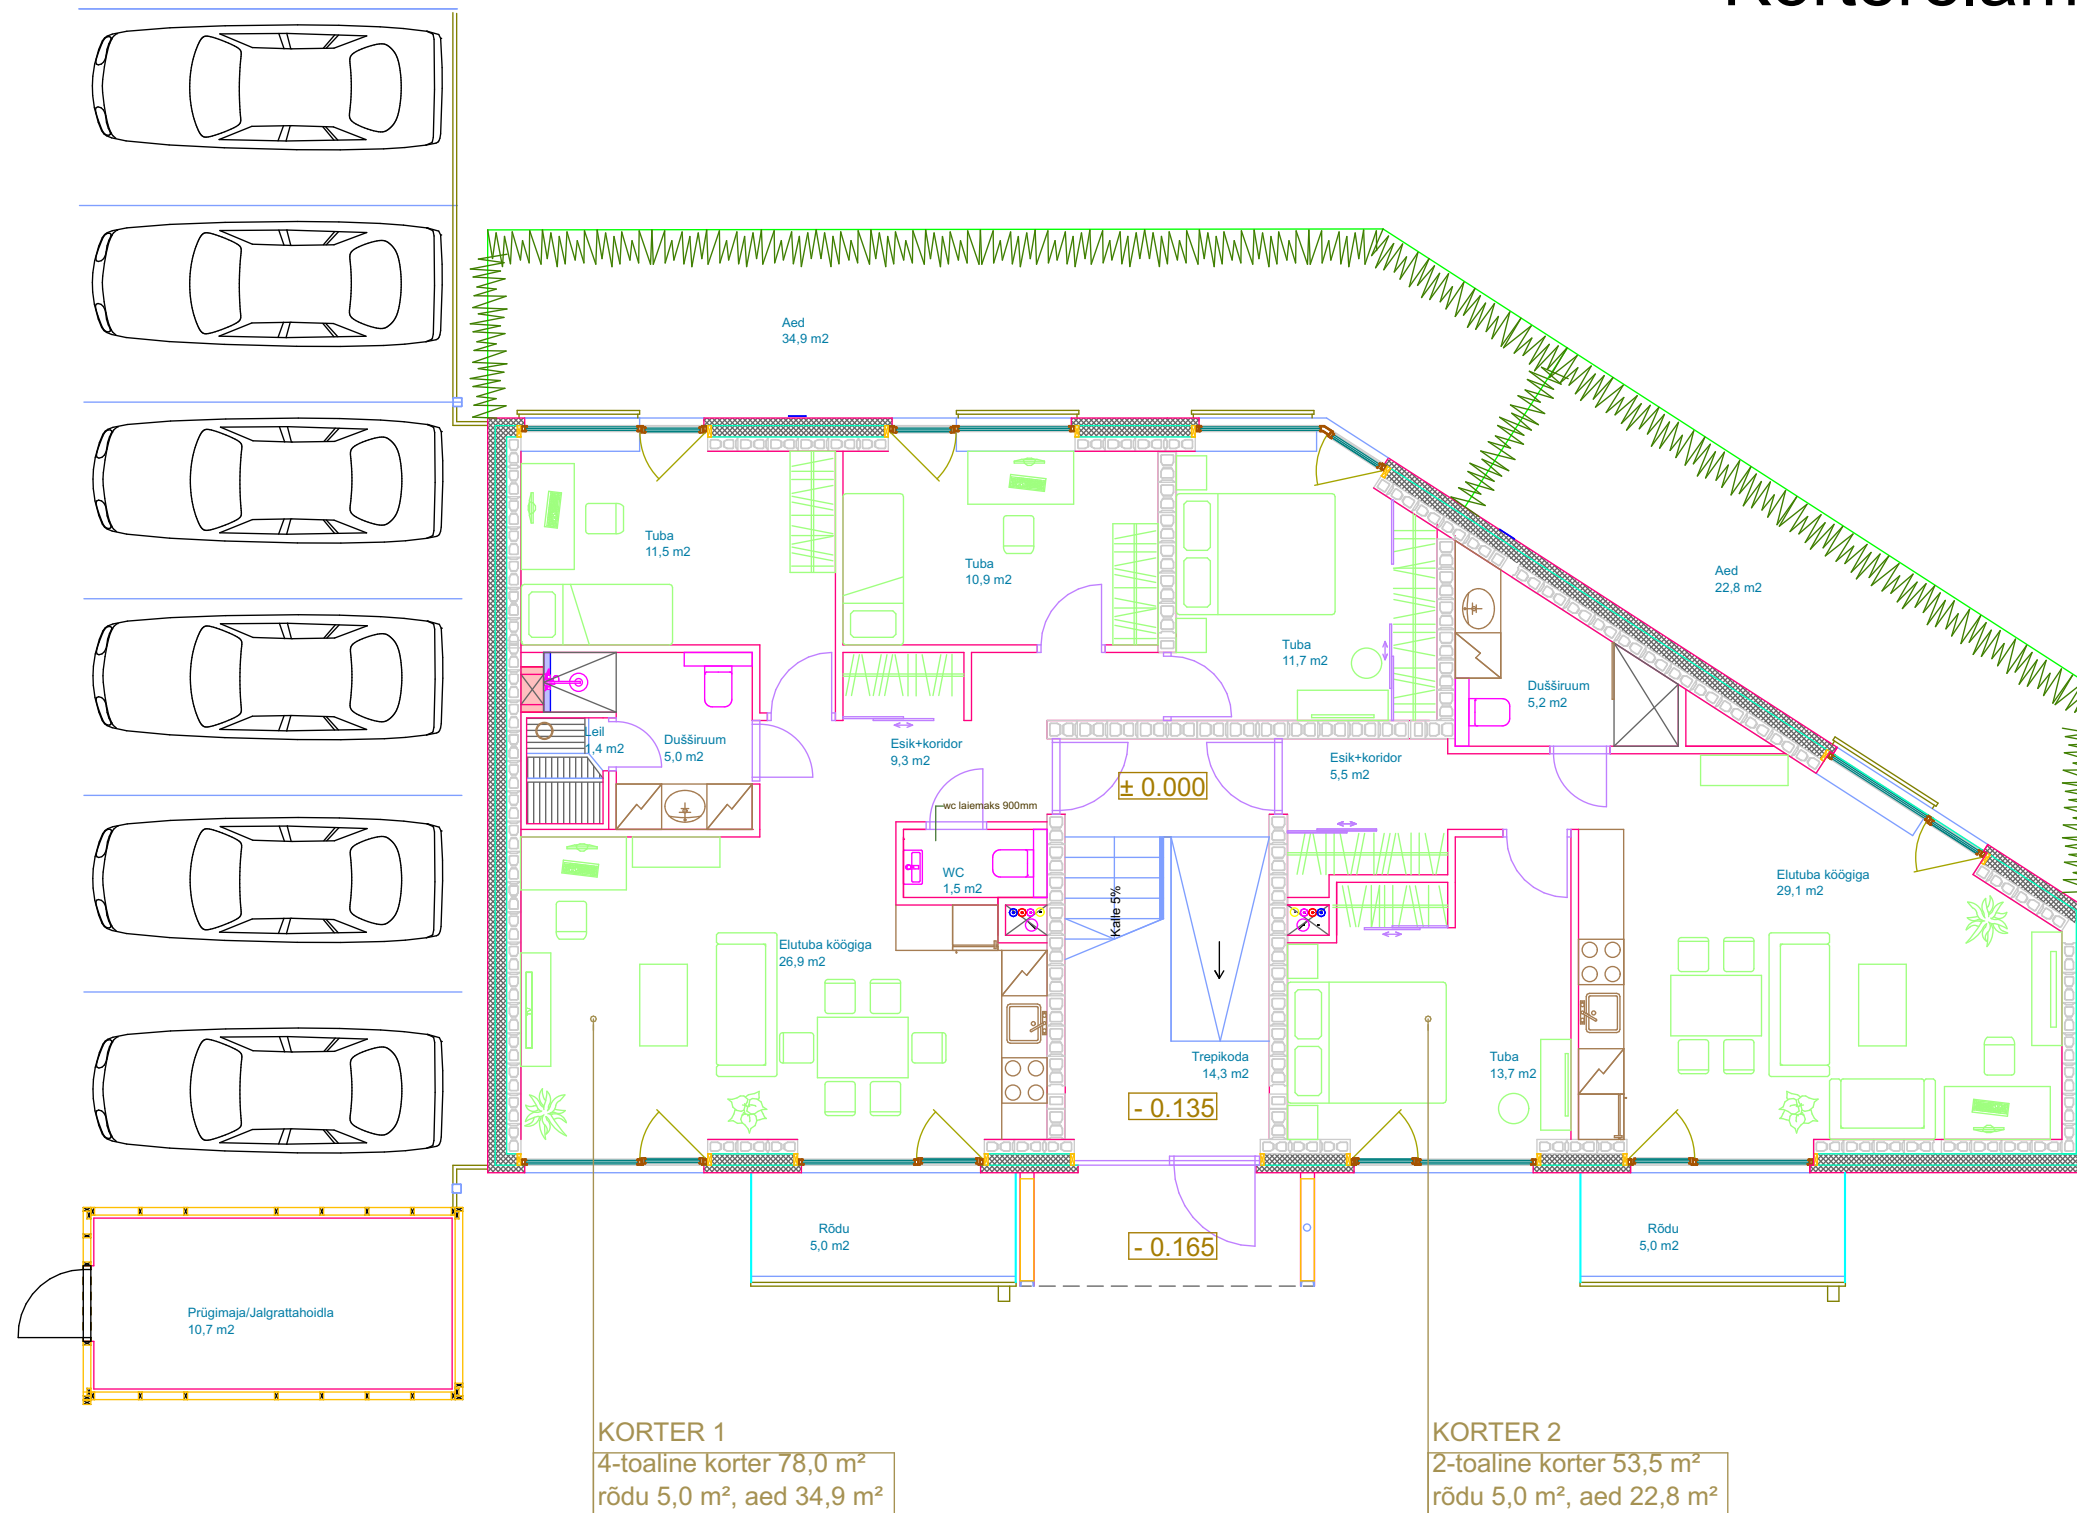 Aed
34,9 m2
Tuba
11,5 m2
Tuba
10,9 m2
Aed
22,8 m2
Tuba
11,7 m2
Dušširuum
5,2 m2
Leil
1,4 m2
Dušširuum
5,0 m2
Esik+koridor
9,3 m2
Esik+koridor
5,5 m2
± 0.000
wc laiemaks 900mm
WC
1,5 m2
Kalle 5%
Elutuba köögiga
29,1 m2
Elutuba köögiga
26,9 m2
Trepikoda
14,3 m2
Tuba
13,7 m2
- 0.135
Rõdu
5,0 m2
- 0.165
Rõdu
5,0 m2
Prügimaja/Jalgrattahoidla
10,7 m2
KORTER 1
4-toaline korter 78,0 m²
rõdu 5,0 m², aed 34,9 m²
KORTER 2
2-toaline korter 53,5 m²
rõdu 5,0 m², aed 22,8 m²